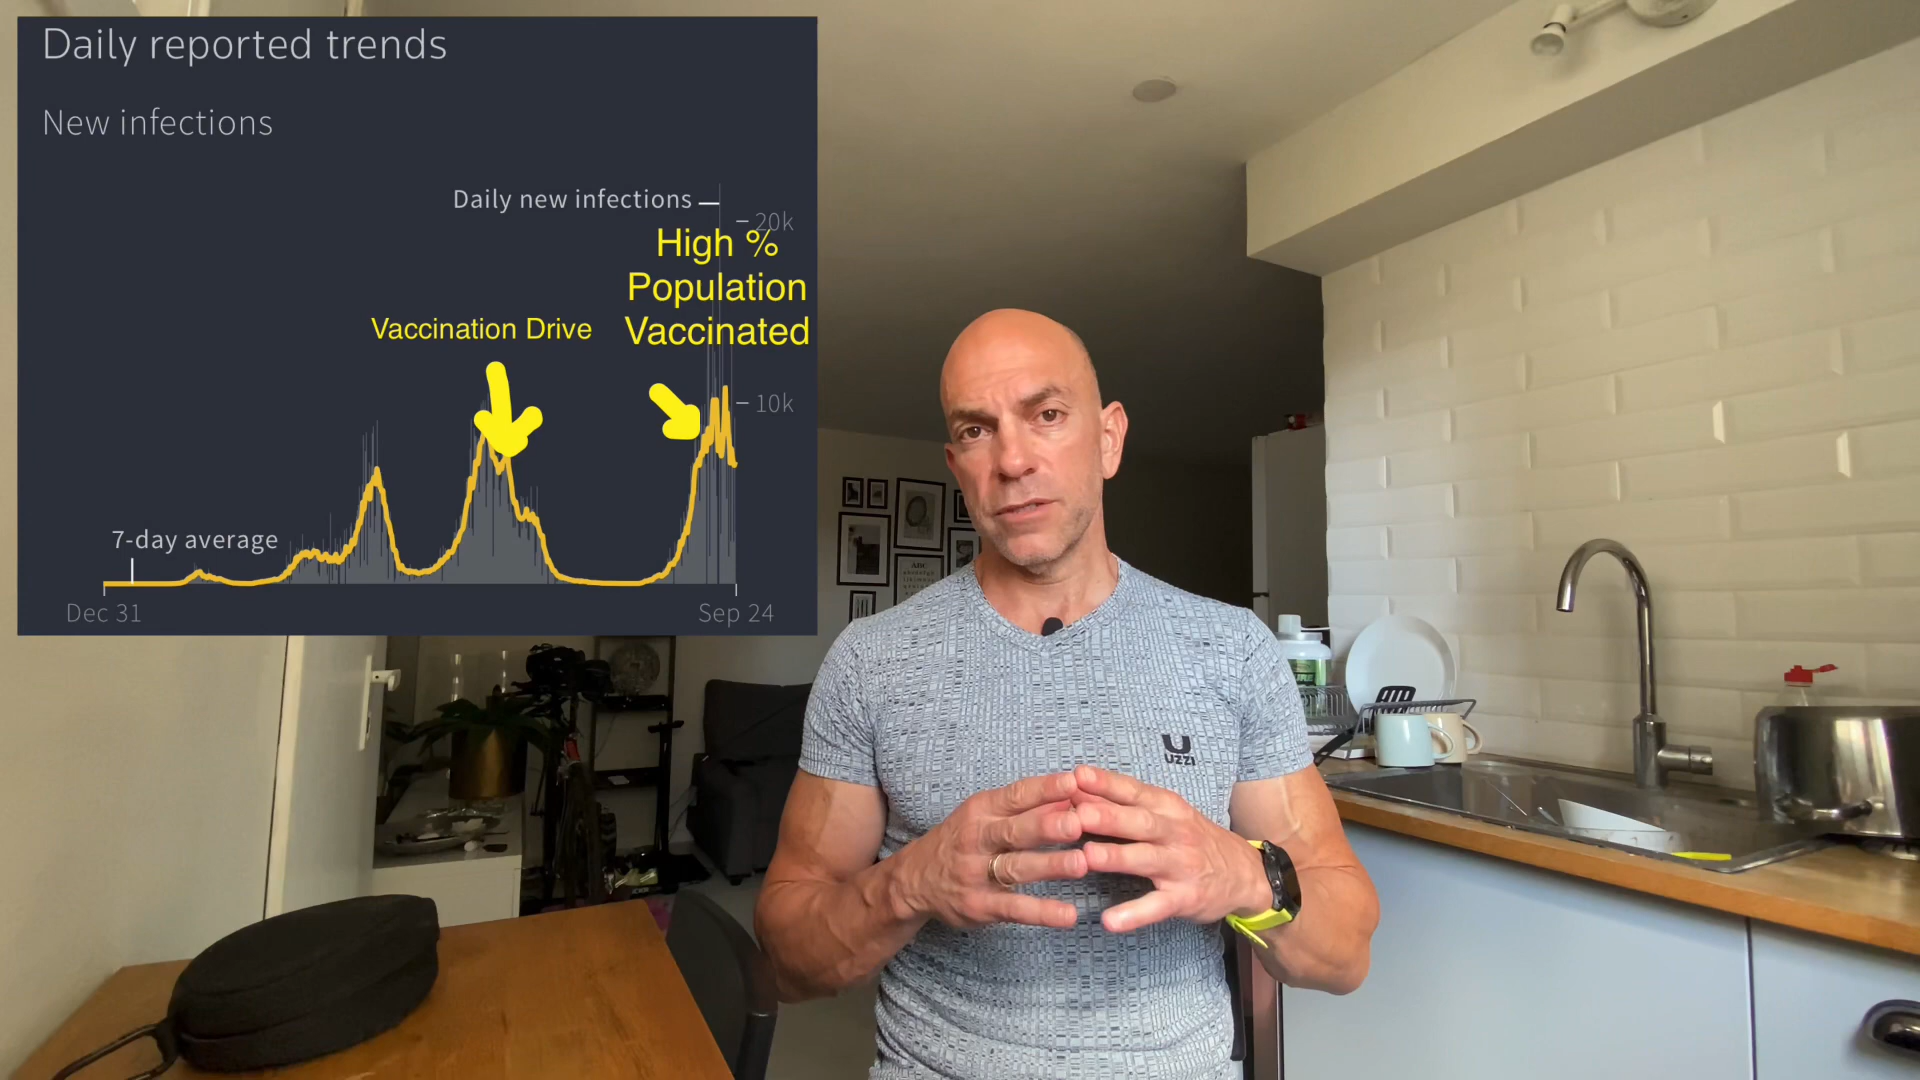 Daily reported trends
New infections
Daily new infections
20k
High %
Population
Vaccinated
Vaccination Drive
10k
7-day average
Dec 31
Sep 24
UZZI